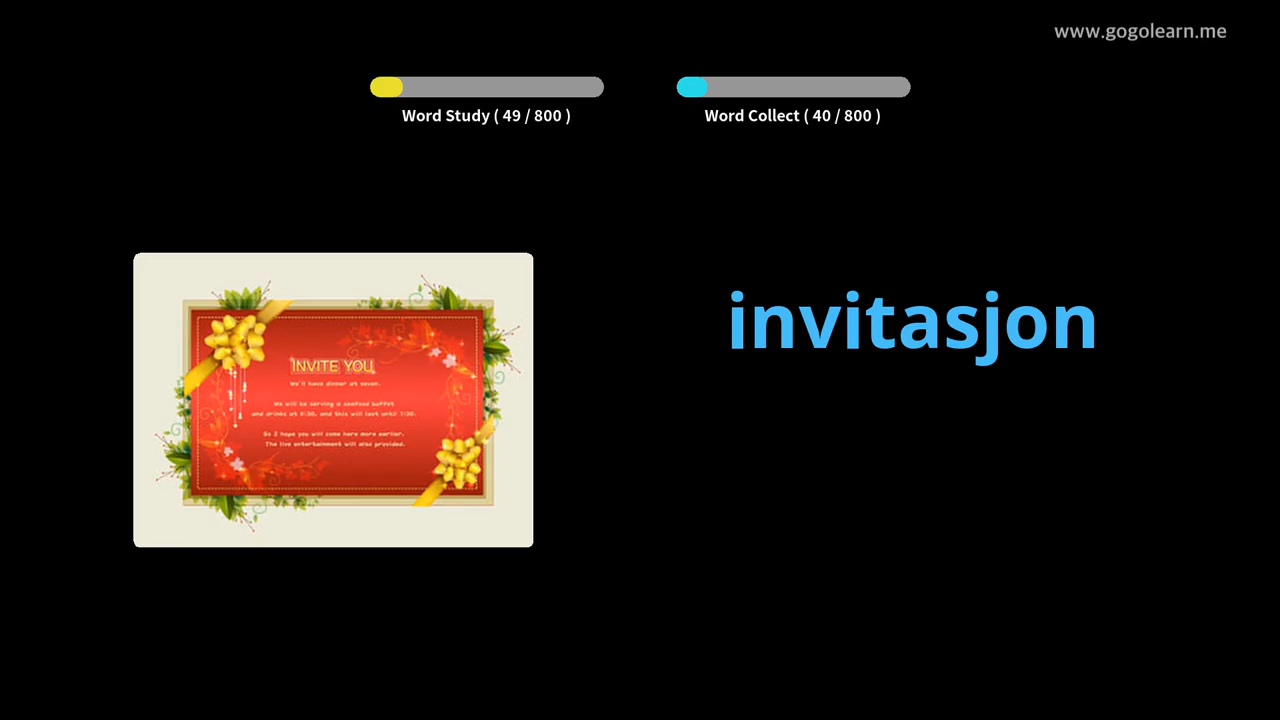 www.gogolearn.me
Word Study ( 49 / 800 )
Word Collect ( 40 / 800 )
invitasjon
INVITE YOU
We'll have dinner at seven.
We will be serving a seafood buffet
and drinks at 6:30, and this will last until 7:30.
So I hope you will come here more earlier.
The live entertainment will also provided.